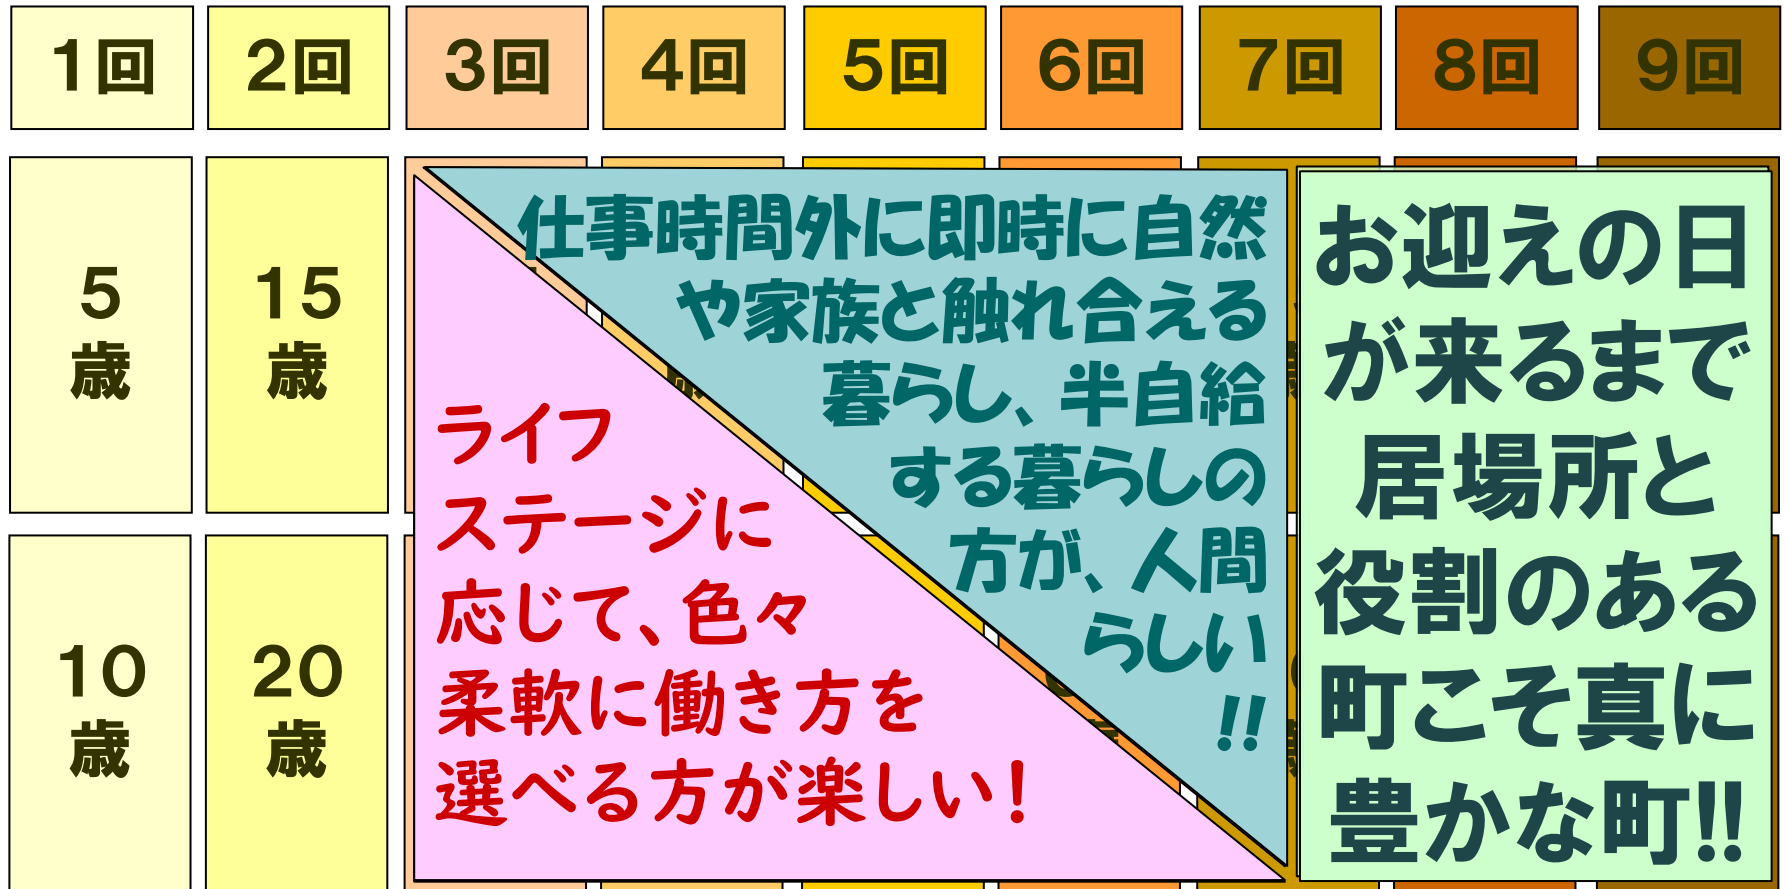 1回 2回 3回 4回 5回 6回 7回 8回 9回
5歳
15歳
10歳
20歳
仕事時間外に即時に自然
や家族と触れ合える
暮らし、半自給
する暮らしの
方が、人間
らしい
!!
ライフ
ステージに
応じて、色々
柔軟に働き方を
選べる方が楽しい!
お迎えの日
が来るまで
居場所と
役割のある
町こそ真に
豊かな町!!